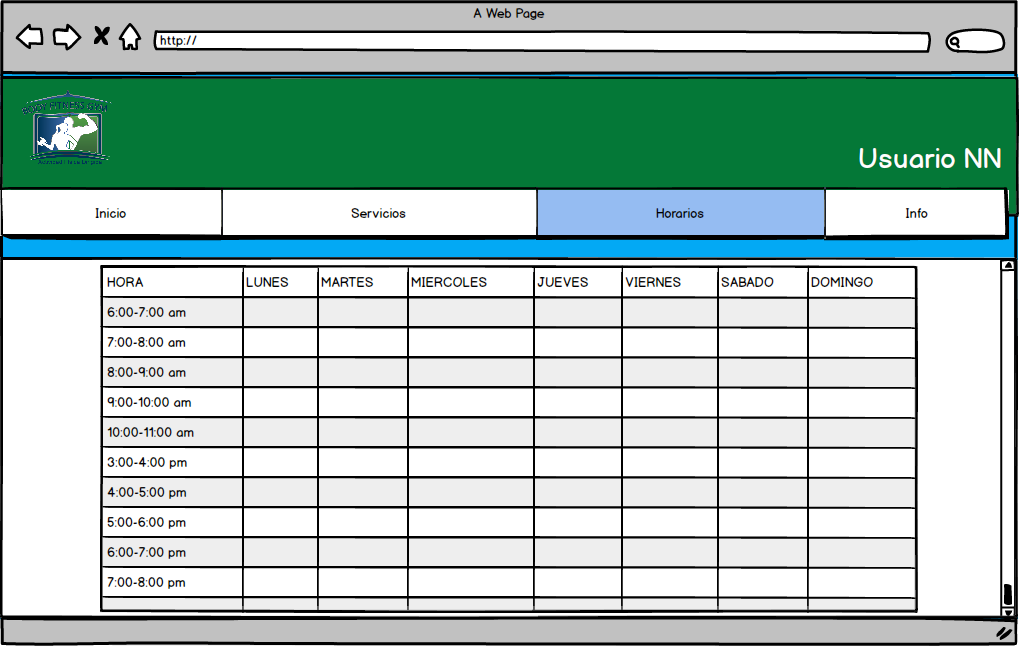 A Web Page
http://
BODY FITNESS GYM
Usuario NN
Inicio Servicios Horarios Info
HORA LUNES MARTES MIERCOLES JUEVES VIERNES SABADO DOMINGO
6:00-7:00 am
7:00-8:00 am
8:00-9:00 am
9:00-10:00 am
10:00-11:00 am
3:00-4:00 pm
4:00-5:00 pm
5:00-6:00 pm
6:00-7:00 pm
7:00-8:00 pm